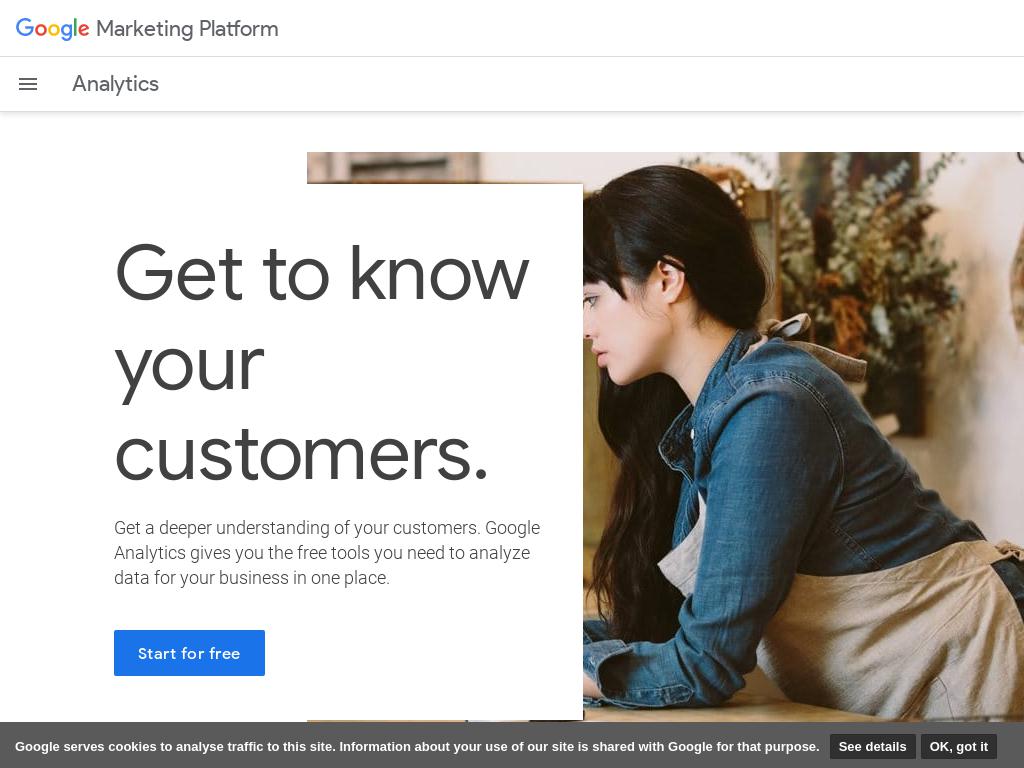 Google Marketing Platform
Analytics
Get to know
your
customers.
Get a deeper understanding of your customers. Google
Analytics gives you the free tools you need to analyze
data for your business in one place.
Start for free
Google serves cookies to analyse traffic to this site. Information about your use of our site is shared with Google for that purpose. See details OK, got it